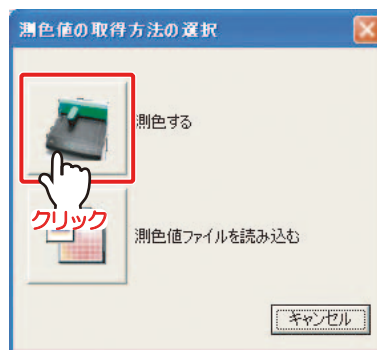 測色値の取得方法の選択
測色する
クリック
測色値ファイルを読み込む
キャンセル